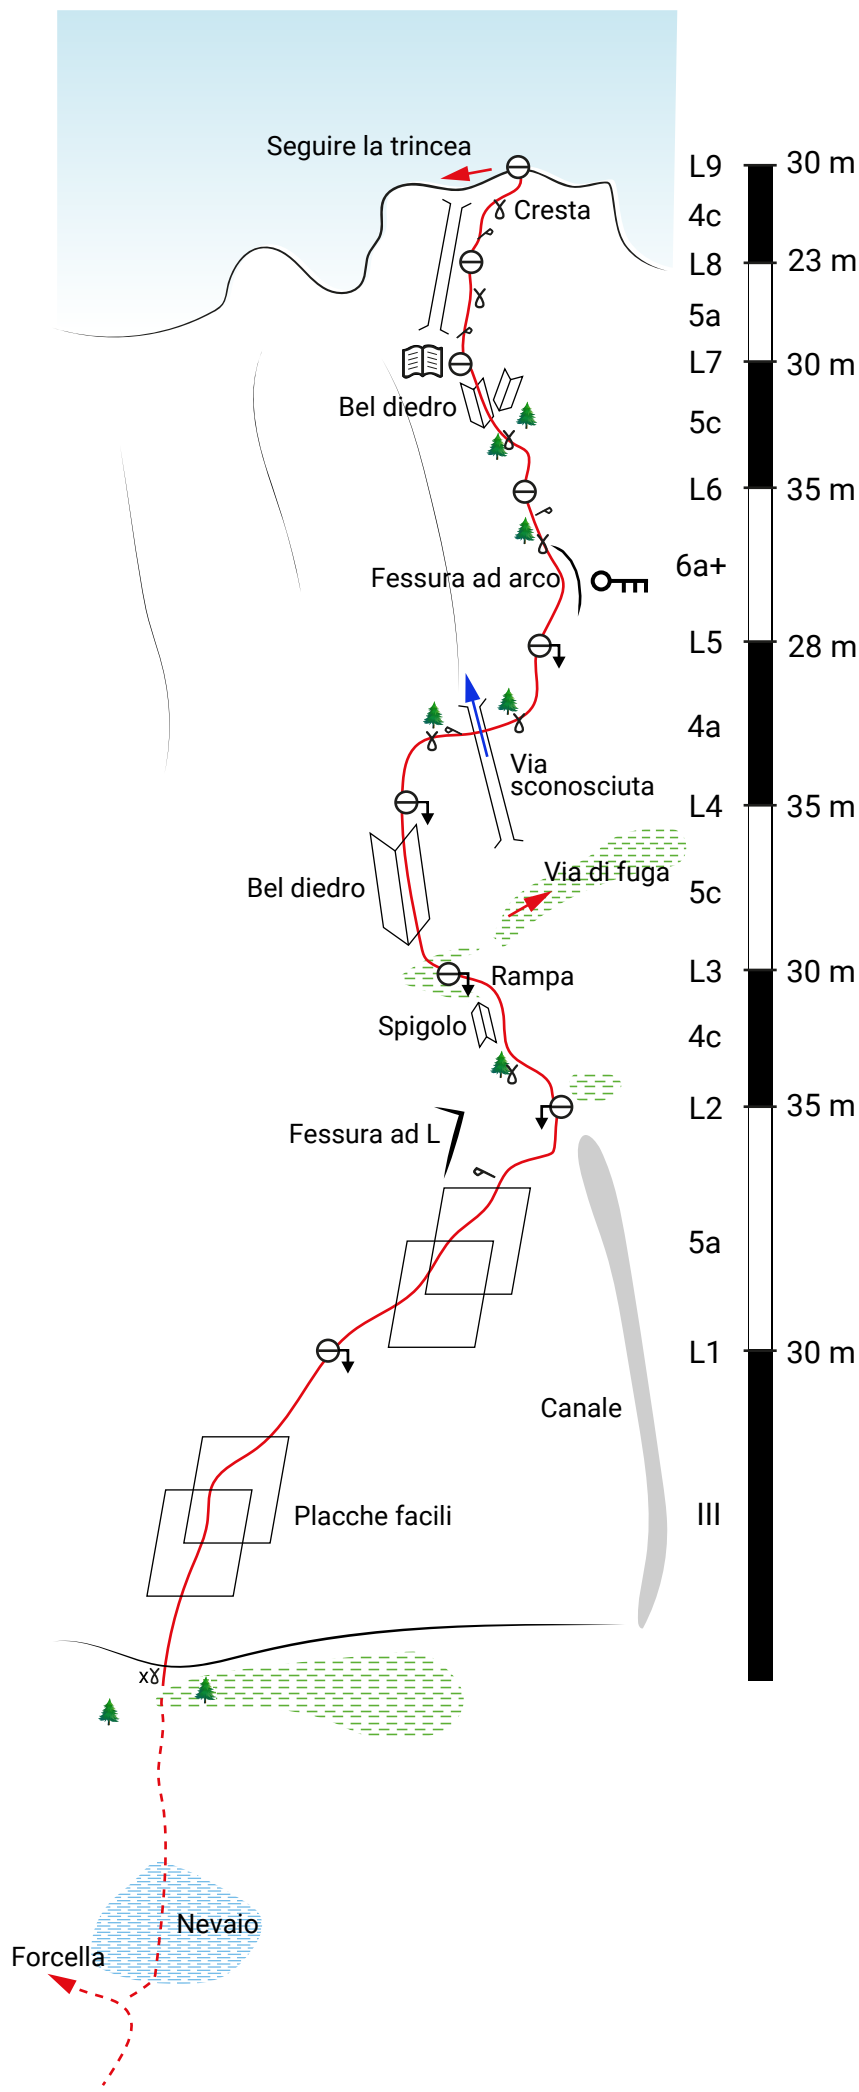 Seguire la trincea
L9
30 m
Cresta
4c
L8
23 m
5a
L7
30 m
Bel diedro
5c
L6
35 m
Fessura ad arco
6a+
L5
28 m
4a
Via
sconosciuta
L4
35 m
Via di fuga
Bel diedro
5c
L3
30 m
Rampa
Spigolo
4c
L2
35 m
Fessura ad L
5a
L1
30 m
Canale
Placche facili
III
x
Nevaio
Forcella